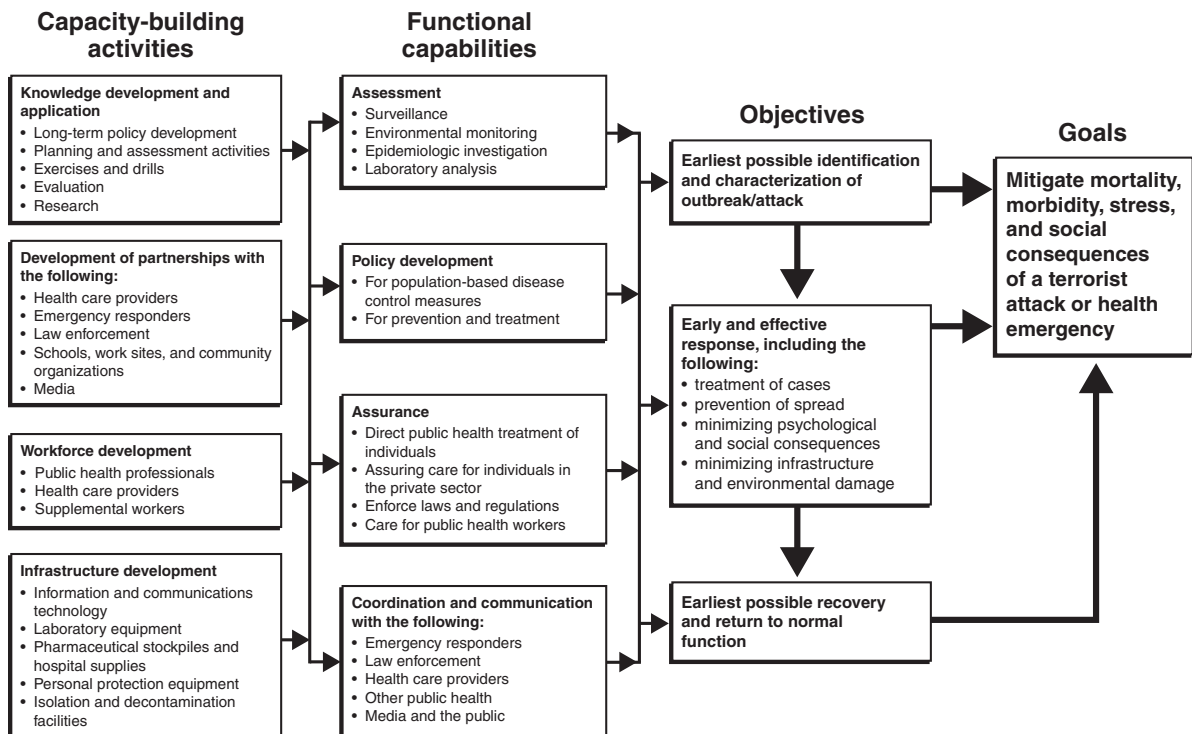 Capacity-building
activities
Knowledge development and
application
• Long-term policy development
• Planning and assessment activities
• Exercises and drills
• Evaluation
• Research
Development of partnerships with
the following:
• Health care providers
• Emergency responders
• Law enforcement
• Schools, work sites, and community
organizations
• Media
Workforce development
• Public health professionals
• Health care providers
• Supplemental workers
Infrastructure development
• Information and communications
technology
• Laboratory equipment
• Pharmaceutical stockpiles and
hospital supplies
• Personal protection equipment
• Isolation and decontamination
facilities
Functional
capabilities
Assessment
• Surveillance
• Environmental monitoring
• Epidemiologic investigation
• Laboratory analysis
Policy development
• For population-based disease
control measures
• For prevention and treatment
Assurance
• Direct public health treatment of
individuals
• Assuring care for individuals in
the private sector
• Enforce laws and regulations
• Care for public health workers
Coordination and communication
with the following:
• Emergency responders
• Law enforcement
• Health care providers
• Other public health
• Media and the public
Objectives
Earliest possible identification
and characterization of
outbreak/attack
Early and effective
response, including the
following:
• treatment of cases
• prevention of spread
• minimizing psychological
and social consequences
• minimizing infrastructure
and environmental damage
Earliest possible recovery
and return to normal
function
Goals
Mitigate mortality,
morbidity, stress,
and social
consequences
of a terrorist
attack or health
emergency